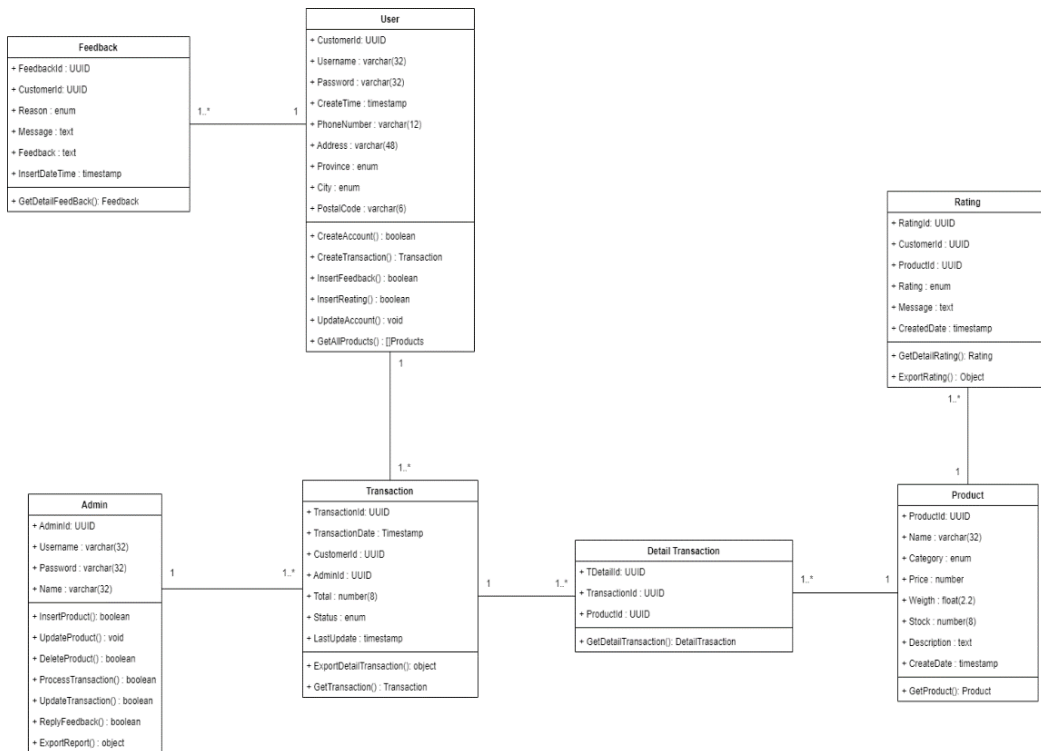 User
+ CustomerId: UUID
+ Username : varchar(32)
+ Password : varchar(32)
+ CreateTime : timestamp
+ PhoneNumber : varchar(12)
+ Address : varchar(48)
+ Province : enum
+ City : enum
+ PostalCode : varchar(6)
+ CreateAccount() : boolean
+ CreateTransaction() : Transaction
+ InsertFeedback() : boolean
+ InsertReating() : boolean
+ UpdateAccount() : void
+ GetAllProducts() : []Products
Feedback
+ FeedbackId : UUID
+ CustomerId: UUID
+ Reason : enum
+ Message : text
+ Feedback : text
+ InsertDateTime : timestamp
+ GetDetailFeedBack(): Feedback
1..*
1
Rating
+ RatingId: UUID
+ CustomerId : UUID
+ ProductId : UUID
+ Rating : enum
+ Message : text
+ CreatedDate : timestamp
+ GetDetailRating(): Rating
+ ExportRating() : Object
1
1..*
1..*
1
Admin
+ AdminId: UUID
+ Username : varchar(32)
+ Password : varchar(32)
+ Name : varchar(32)
+ InsertProduct(): boolean
+ UpdateProduct() : void
+ DeleteProduct() : boolean
+ ProcessTransaction() : boolean
+ UpdateTransaction() : boolean
+ ReplyFeedback() : boolean
+ ExportReport() : object
1
1..*
Transaction
+ TransactionId : UUID
+ TransactionDate : Timestamp
+ CustomerId : UUID
+ AdminId : UUID
+ Total : number(8)
+ Status : enum
+ LastUpdate : timestamp
+ ExportDetailTransaction(): object
+ GetTransaction() : Transaction
1
1..*
Detail Transaction
+ TDetailId: UUID
+ TransactionId : UUID
+ ProductId : UUID
+ GetDetailTransaction(): DetailTrasaction
1..*
1
Product
+ ProductId: UUID
+ Name : varchar(32)
+ Category : enum
+ Price : number
+ Weigth : float(2.2)
+ Stock : number(8)
+ Description : text
+ CreateDate : timestamp
+ GetProduct() : Product